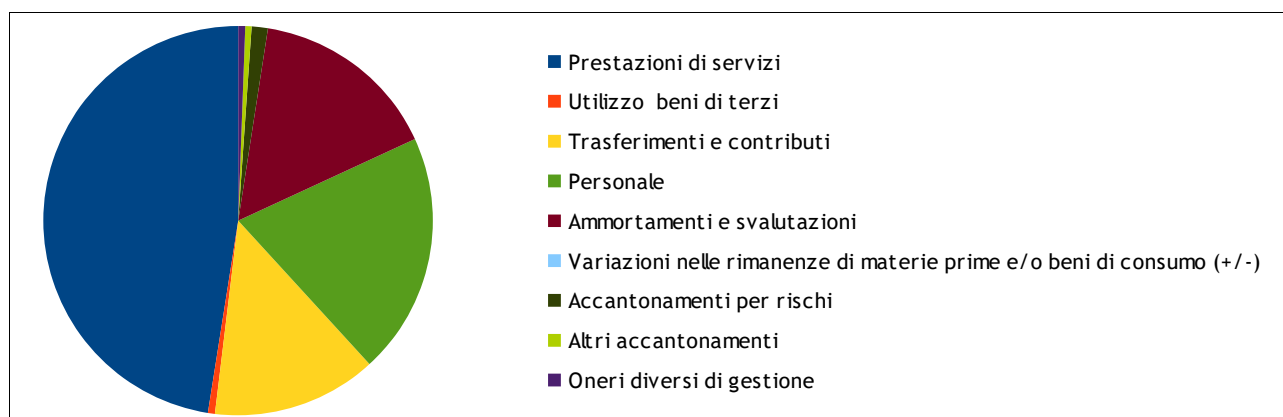 Prestazioni di servizi
Utilizzo beni di terzi
Trasferimenti e contributi
Personale
Ammortamenti e svalutazioni
Variazioni nelle rimanenze di materie prime e/o beni di consumo (+/-)
Accantonamenti per rischi
Altri accantonamenti
Oneri diversi di gestione